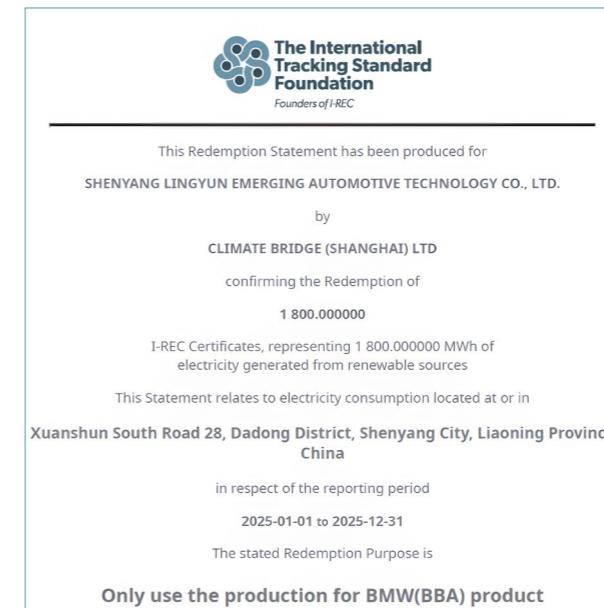 The International
Tracking Standard
Foundation
Founders of I-REC
This Redemption Statement has been produced for
SHENYANG LINGYUN EMERGING AUTOMOTIVE TECHNOLOGY CO., LTD.
by
CLIMATE BRIDGE (SHANGHAI) LTD
confirming the Redemption of
1 800.000000
I-REC Certificates, representing 1 800.000000 MWh of
electricity generated from renewable sources
This Statement relates to electricity consumption located at or in
Xuanshun South Road 28, Dadong District, Shenyang City, Liaoning Provinc
China
in respect of the reporting period
2025-01-01 to 2025-12-31
The stated Redemption Purpose is
Only use the production for BMW(BBA) product